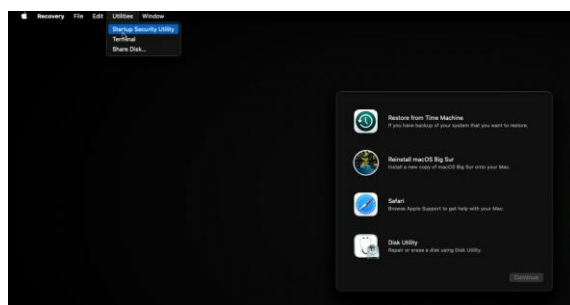 Recovery File Edit Utilities Window
Startup Security Utility
Terminal
Share Disk...
Restore from Time Machine
If you have backup of your system that you want to restore.
Reinstall macOS Big Sur
Install a new copy of macOS Big Sur onto your Mac.
Safari
Browse Apple Support to get help with your Mac.
Disk Utility
Repair or erase a disk using Disk Utility.
Continue